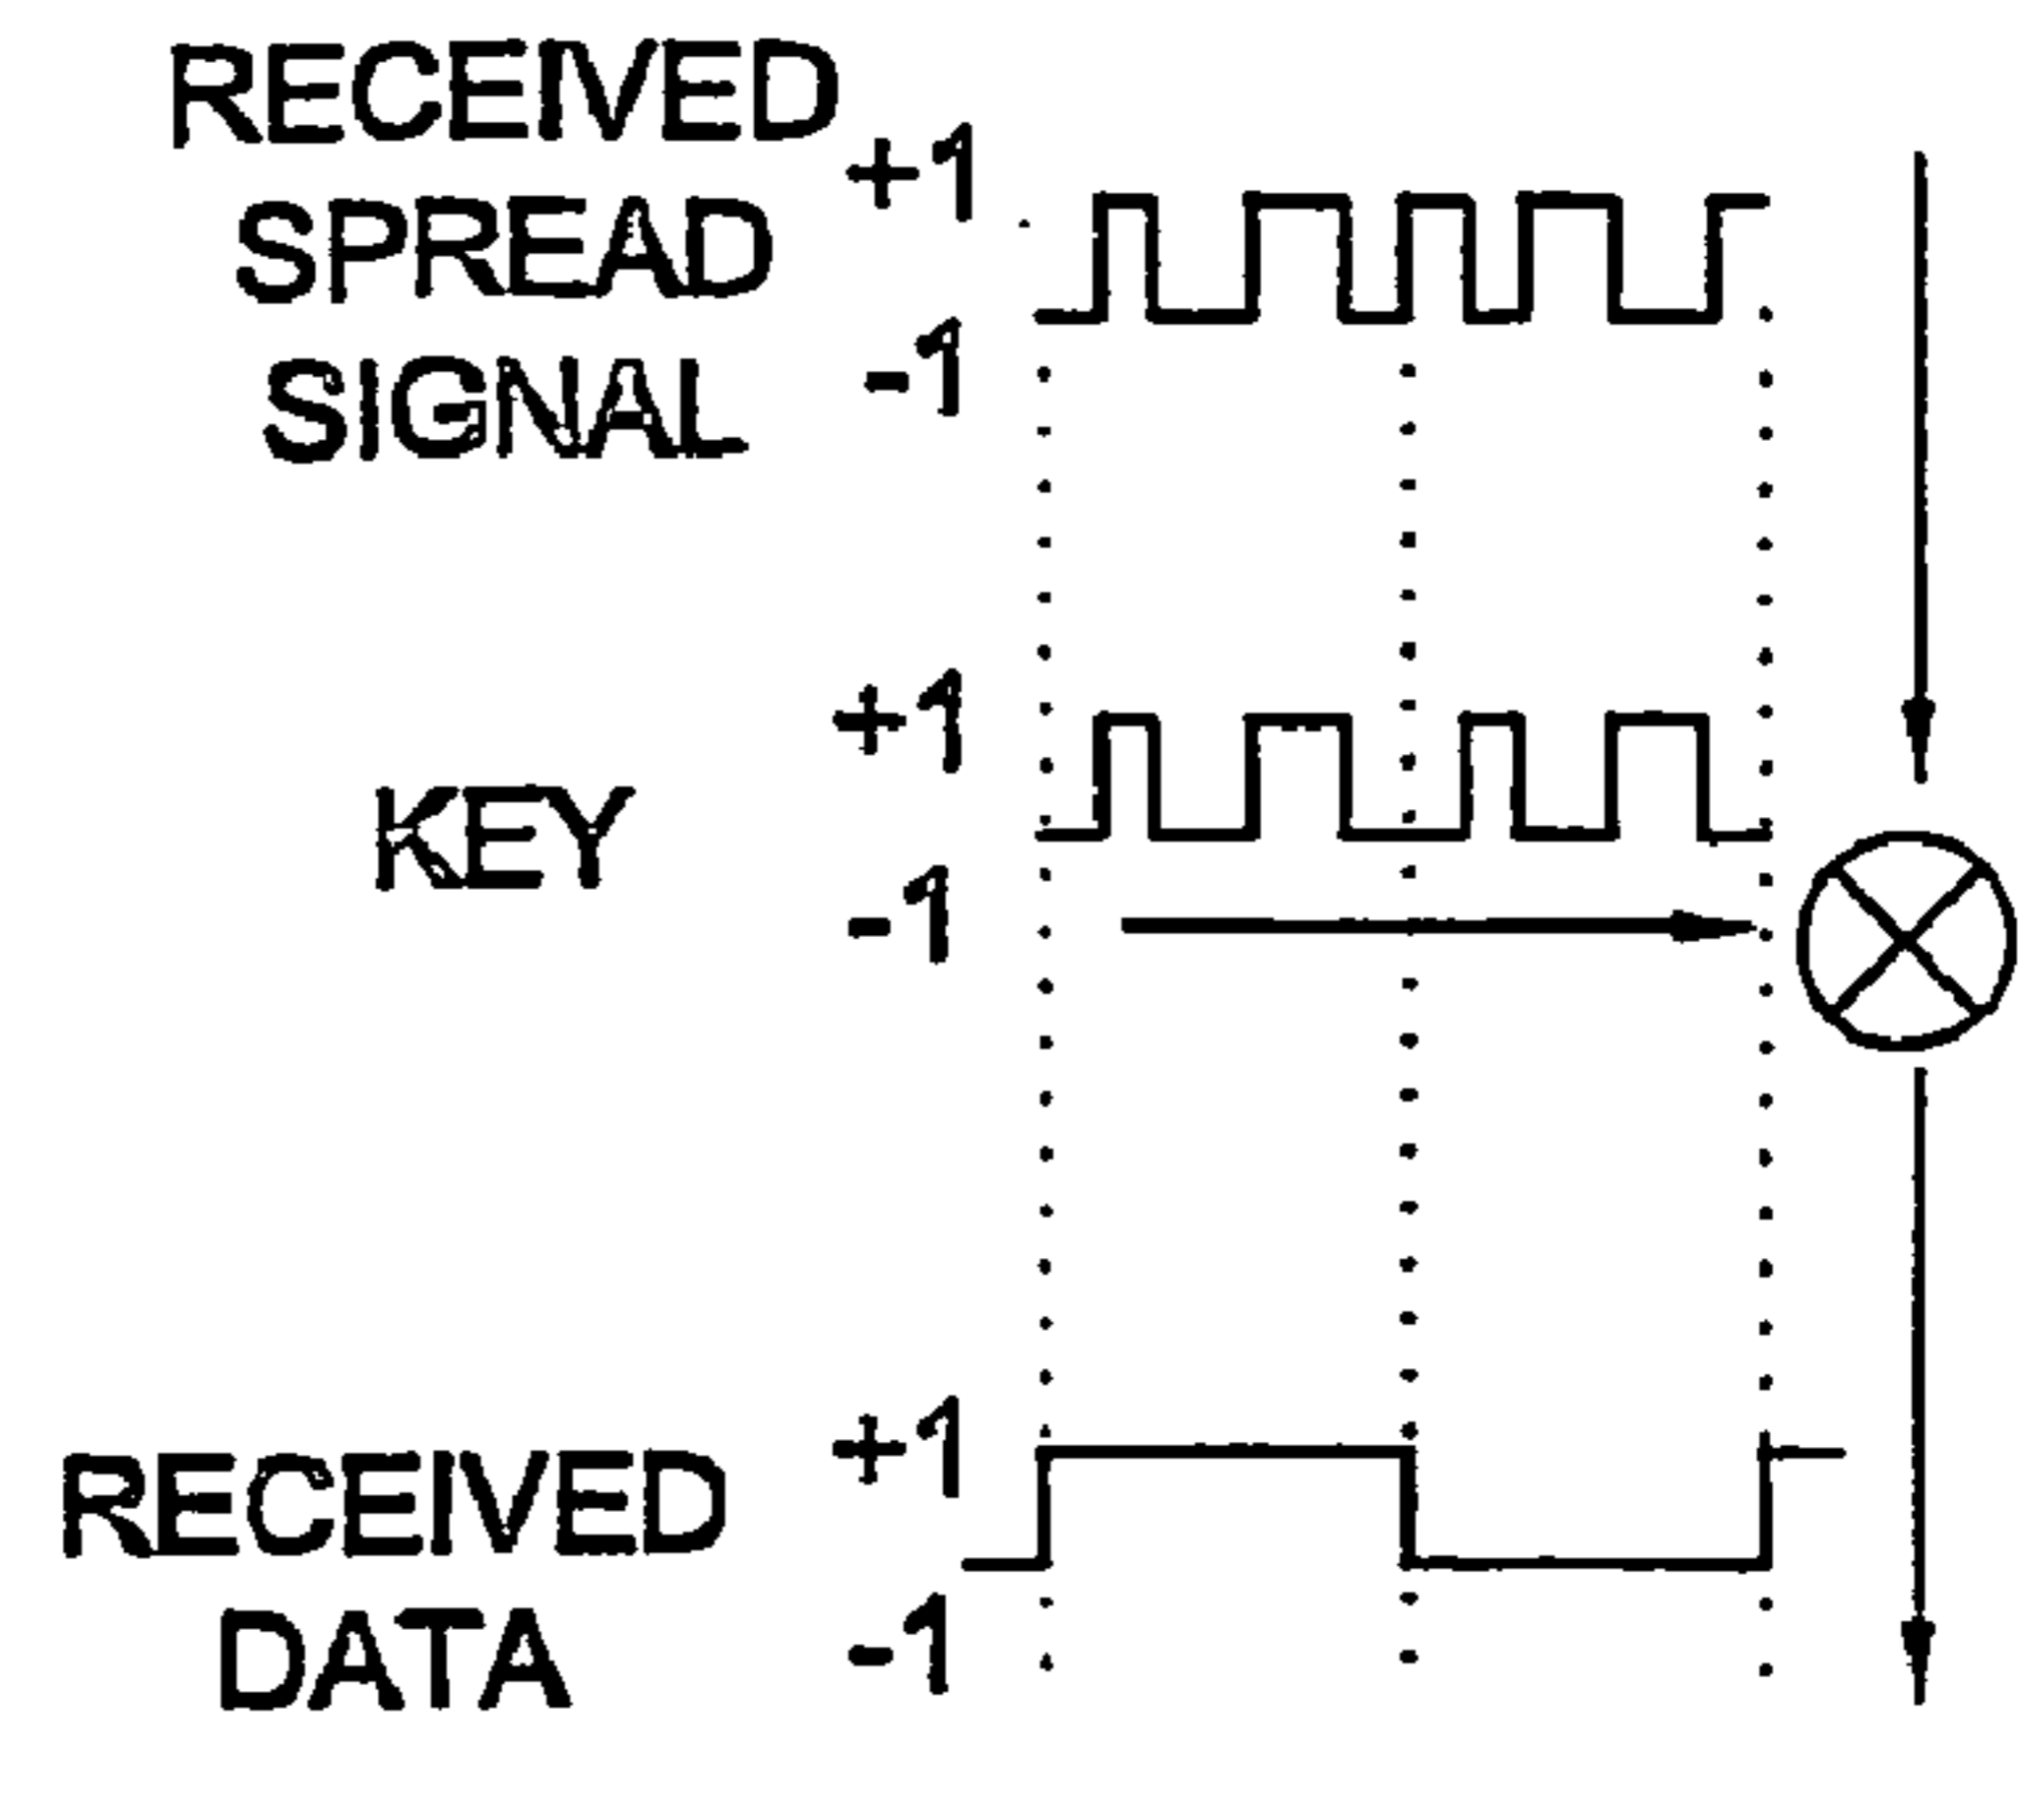 RECEIVED
SPREAD
SIGNAL
+1
-1
KEY
+1
-1
RECEIVED
DATA
+1
-1